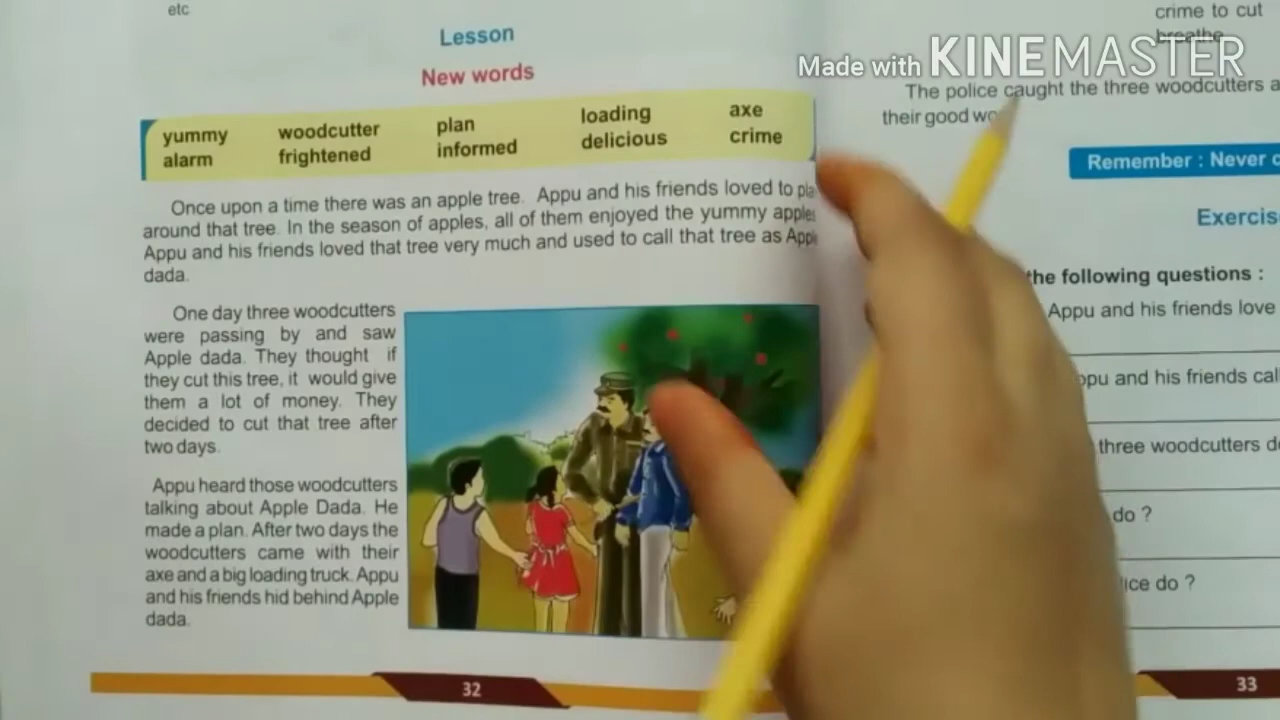 etc
Lesson
New words
yummy woodcutter plan loading axe
alarm frightened informed delicious crime
Once upon a time there was an apple tree. Appu and his friends loved to pla
around that tree. In the season of apples, all of them enjoyed the yummy apples
Appu and his friends loved that tree very much and used to call that tree as Apple
dada.
One day three woodcutters
were passing by and saw
Apple dada. They thought if
they cut this tree, it would give
them a lot of money. They
decided to cut that tree after
two days.
Appu heard those woodcutters
talking about Apple Dada. He
made a plan. After two days the
woodcutters came with their
axe and a big loading truck. Appu
and his friends hid behind Apple
dada.
32
crime to cut
breathe
Made with KINEMASTER
The police caught the three woodcutters a
their good wo
Remember : Never c
Exercis
the following questions :
Appu and his friends love
ppu and his friends call
three woodcutters de
do ?
lice do ?
33